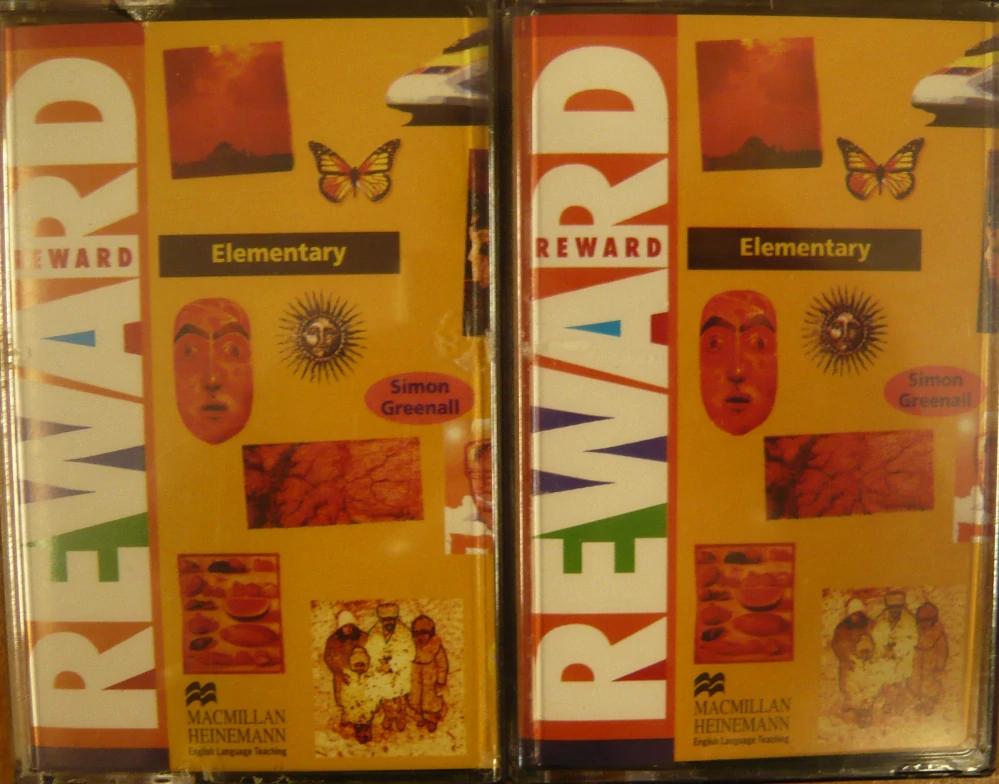 REWARD
REWARD
Elementary
Simon
Greenall
MACMILLAN
HEINEMANN
English Language Teaching
REWARD
REWARD
Elementary
Simon
Greenall
MACMILLAN
HEINEMANN
English Language Teaching